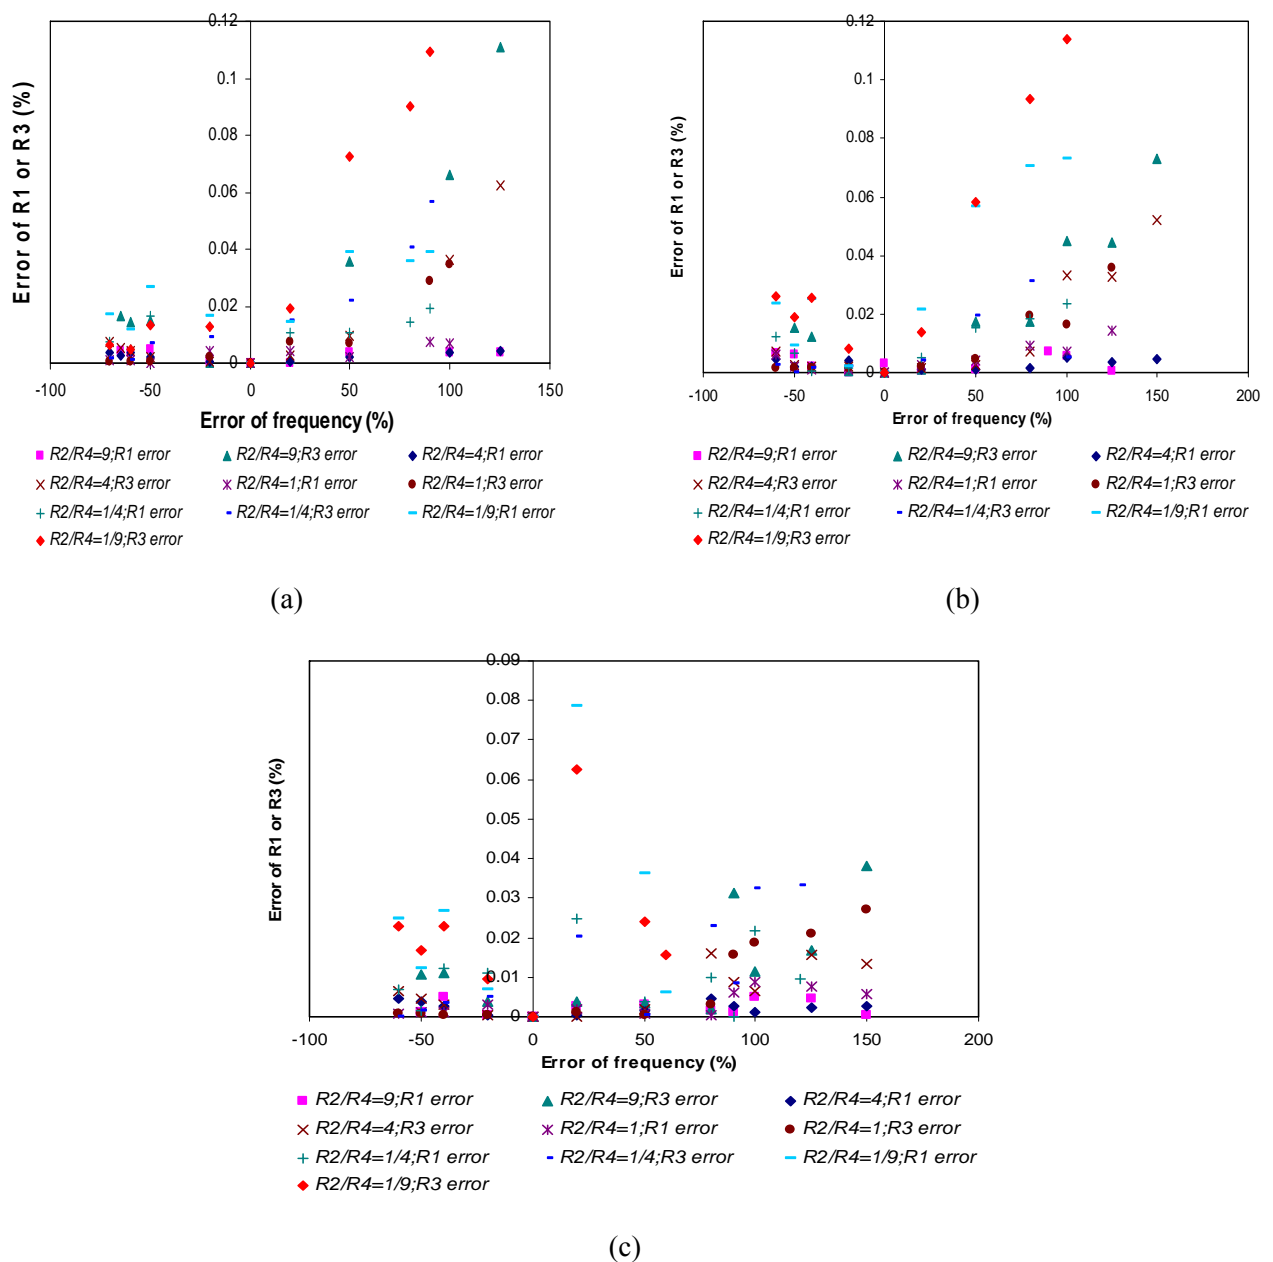 0.12
0.1
0.08
0.06
0.04
0.02
0
-100 -50 0 50 100 150
Error of R1 or R3 (%)
Error of frequency (%)
R2/R4=9;R1 error R2/R4=9;R3 error R2/R4=4;R1 error
R2/R4=4;R3 error R2/R4=1;R1 error R2/R4=1;R3 error
R2/R4=1/4;R1 error R2/R4=1/4;R3 error R2/R4=1/9;R1 error
R2/R4=1/9;R3 error
(a)
0.12
0.1
0.08
0.06
0.04
0.02
0
-100 -50 0 50 100 150 200
Error of R1 or R3 (%)
Error of frequency (%)
R2/R4=9;R1 error R2/R4=9;R3 error R2/R4=4;R1 error
R2/R4=4;R3 error R2/R4=1;R1 error R2/R4=1;R3 error
R2/R4=1/4;R1 error R2/R4=1/4;R3 error R2/R4=1/9;R1 error
R2/R4=1/9;R3 error
(b)
0.09
0.08
0.07
0.06
0.05
0.04
0.03
0.02
0.01
0
-100 -50 0 50 100 150 200
Error of R1 or R3 (%)
Error of frequency (%)
R2/R4=9;R1 error R2/R4=9;R3 error R2/R4=4;R1 error
R2/R4=4;R3 error R2/R4=1;R1 error R2/R4=1;R3 error
R2/R4=1/4;R1 error R2/R4=1/4;R3 error R2/R4=1/9;R1 error
R2/R4=1/9;R3 error
(c)